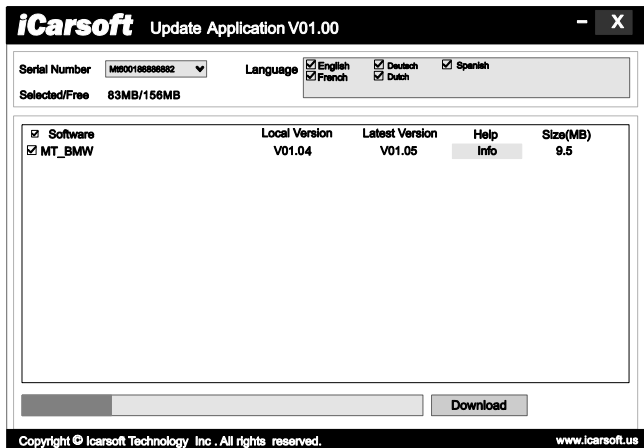 iCarsoft Update Application V01.00 – X
Serial Number Mt600186886882 Language English Deutsch Spanish
French Dutch
Selected/Free 83MB/156MB
Software Local Version Latest Version Help Size(MB)
MT_BMW V01.04 V01.05 Info 9.5
Download
Copyright © Icarsoft Technology Inc . All rights reserved. www.icarsoft.us